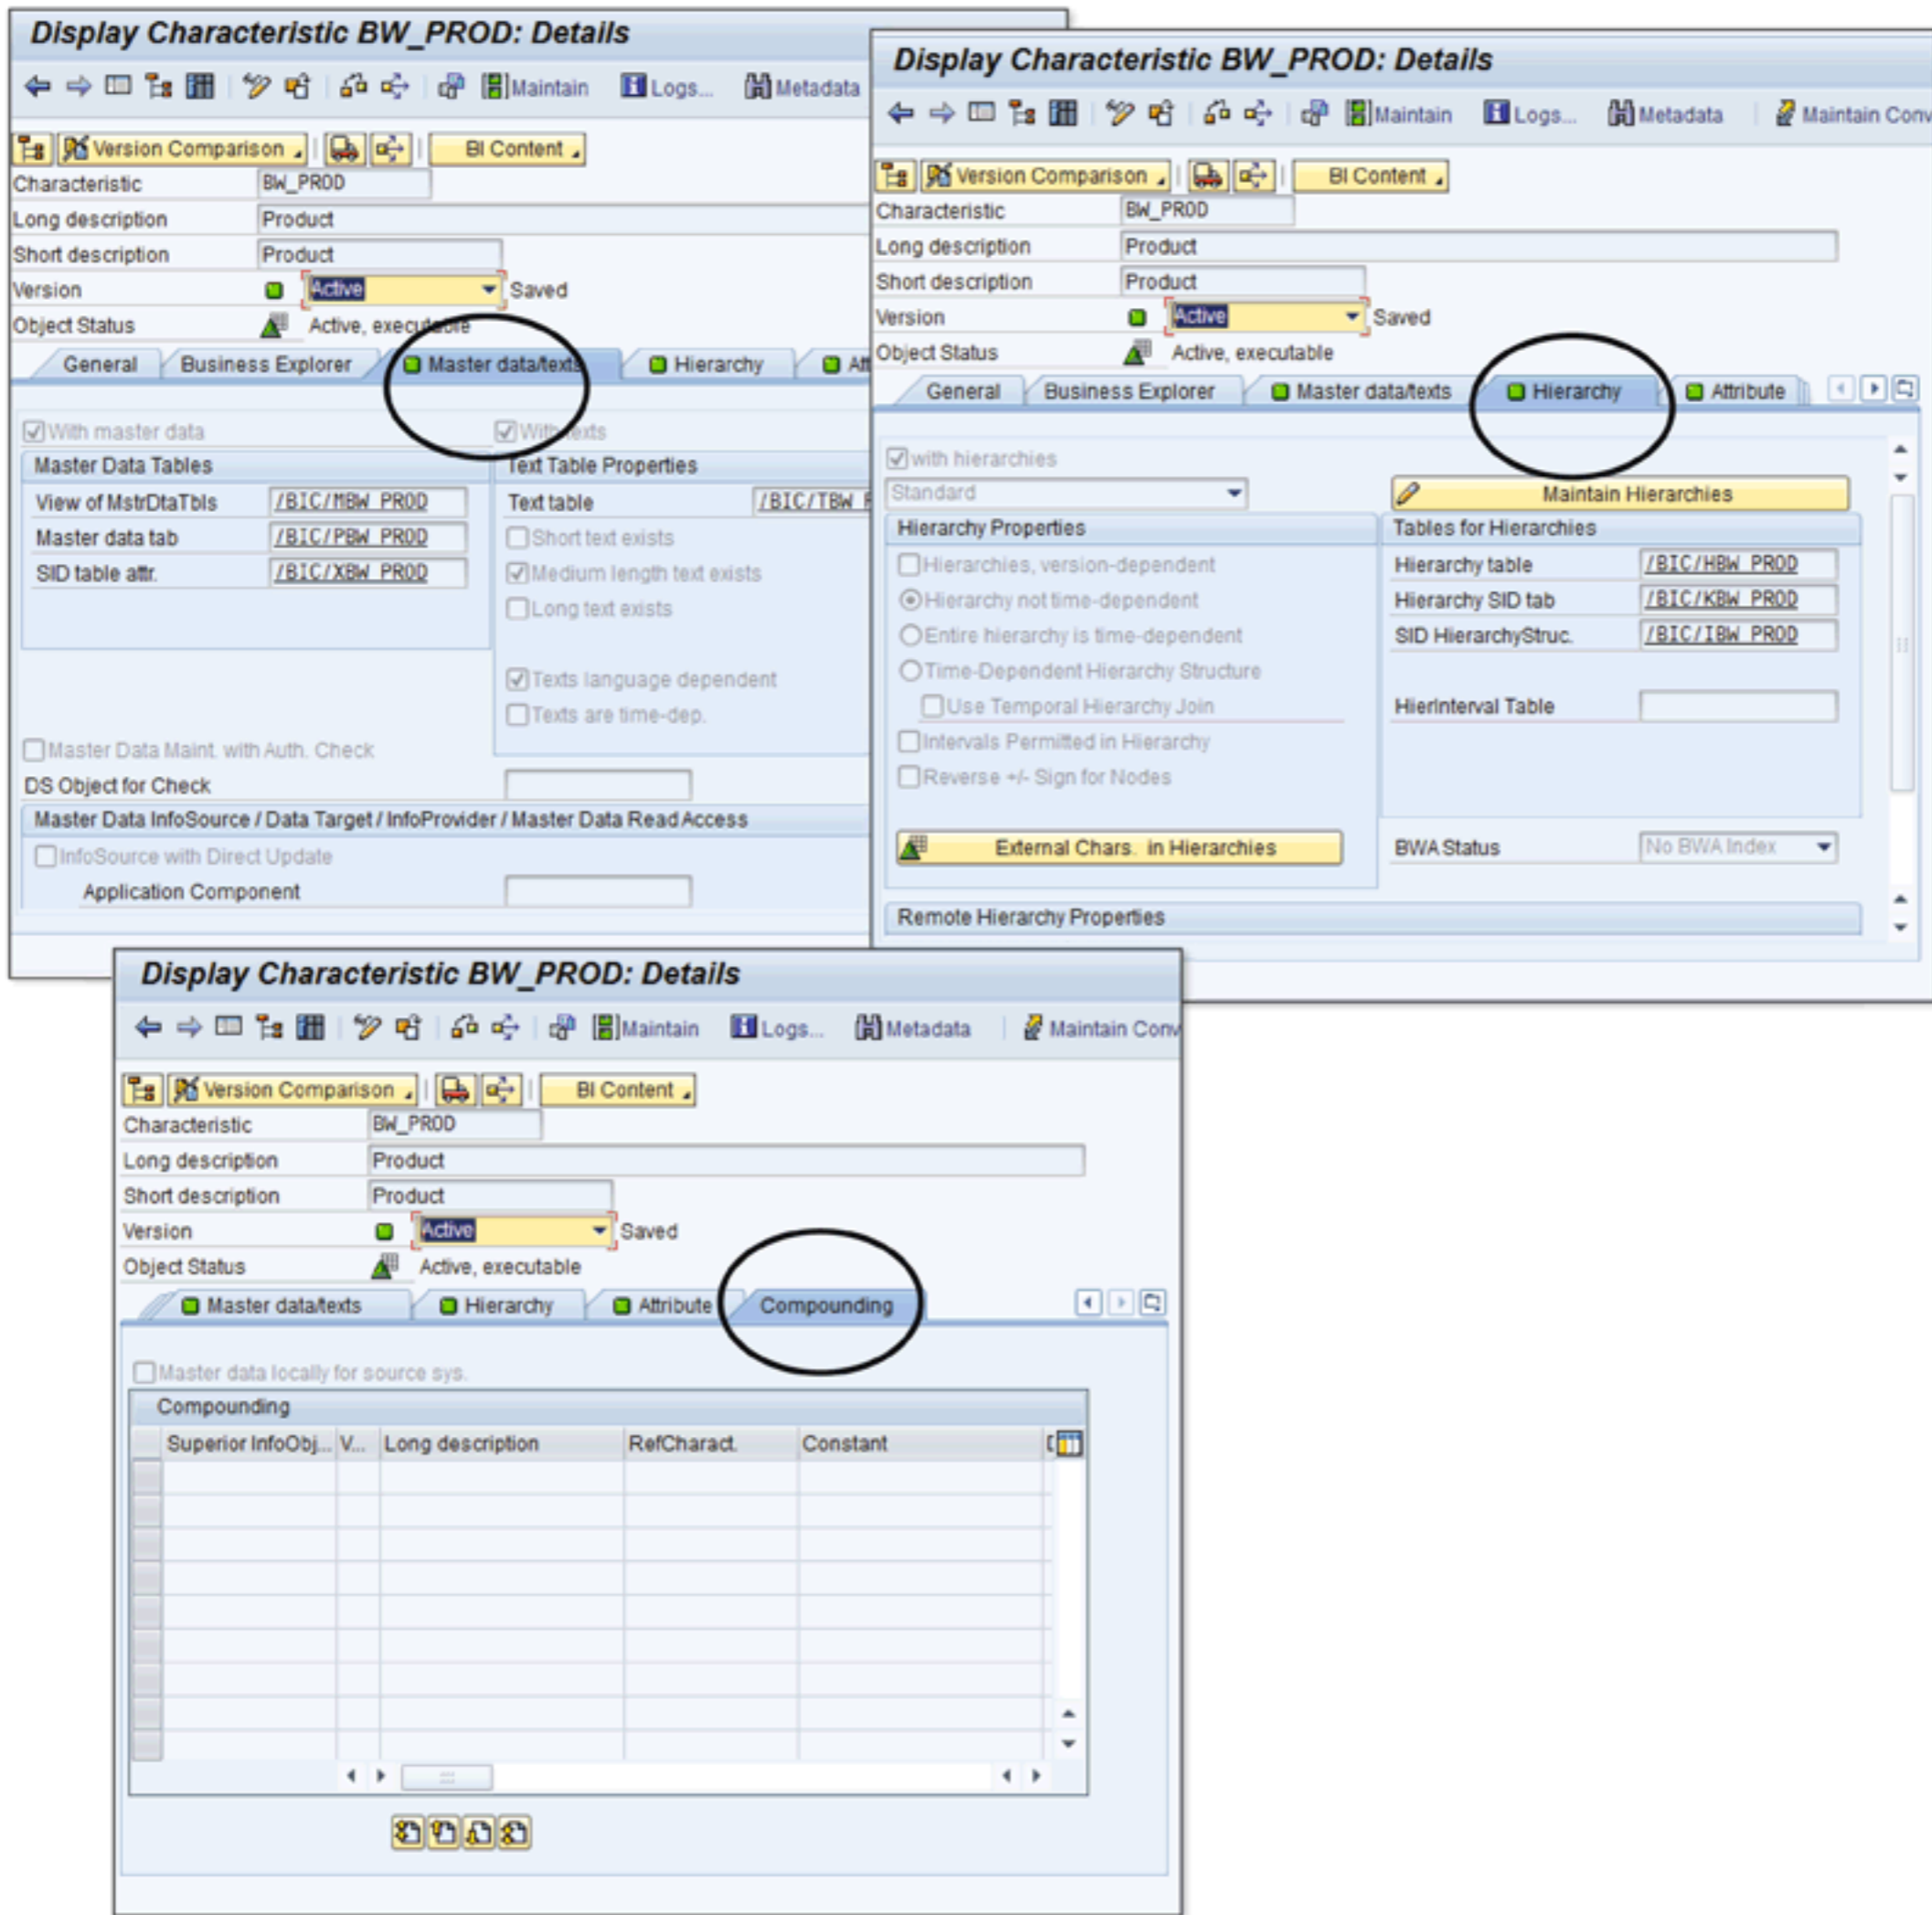 Display Characteristic BW_PROD: Details
Maintain Logs... Metadata
Version Comparison BI Content
Characteristic BW_PROD
Long description Product
Short description Product
Version Active Saved
Object Status Active, executable
General Business Explorer Master data/texts Hierarchy
With master data With texts
Master Data Tables Text Table Properties
View of MstrDtaTbls /BIC/MBW_PROD Text table
Master data tab /BIC/PBW_PROD Short text exists
SID table attr. /BIC/XBW_PROD Medium length text exists
Long text exists
Texts language dependent
Texts are time-dep.
Master Data Maint. with Auth. Check
DS Object for Check
Master Data InfoSource / Data Target / InfoProvider / Master Data Read Access
InfoSource with Direct Update
Application Component
Display Characteristic BW_PROD: Details
Maintain Logs... Metadata Maintain Conv
Version Comparison BI Content
Characteristic BW_PROD
Long description Product
Short description Product
Version Active Saved
Object Status Active, executable
General Business Explorer Master data/texts Hierarchy Attribute
with hierarchies
Standard Maintain Hierarchies
Hierarchy Properties Tables for Hierarchies
Hierarchies, version-dependent Hierarchy table /BIC/HBW_PROD
Hierarchy not time-dependent Hierarchy SID tab /BIC/KBW_PROD
Entire hierarchy is time-dependent SID HierarchyStruc. /BIC/IBW_PROD
Time-Dependent Hierarchy Structure
Use Temporal Hierarchy Join HierInterval Table
Intervals Permitted in Hierarchy
Reverse +/- Sign for Nodes
External Chars. in Hierarchies BWA Status No BWA Index
Remote Hierarchy Properties
Display Characteristic BW_PROD: Details
Maintain Logs... Metadata Maintain Conv
Version Comparison BI Content
Characteristic BW_PROD
Long description Product
Short description Product
Version Active Saved
Object Status Active, executable
Master data/texts Hierarchy Attribute Compounding
Master data locally for source sys.
Compounding
Superior InfoObj... V... Long description RefCharact. Constant